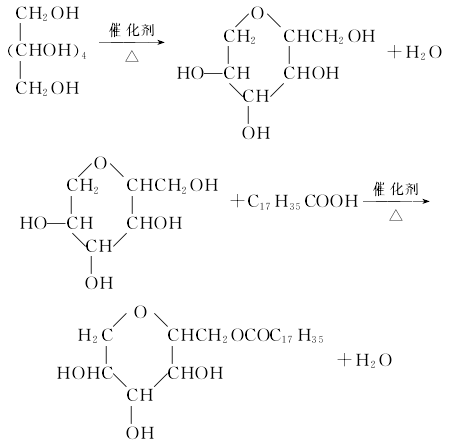 CH₂OH 催化剂 O
CH₂ CHCH₂OH
(CHOH)₄ △ +H₂O
HO—CH CHOH
CH₂OH CH
OH
O
CH₂ CHCH₂OH 催化剂
+C₁₇H₃₅COOH
HO—CH CHOH △
CH
OH
O
H₂C CHCH₂OCOC₁₇H₃₅
+H₂O
HOHC CHOH
CH
OH